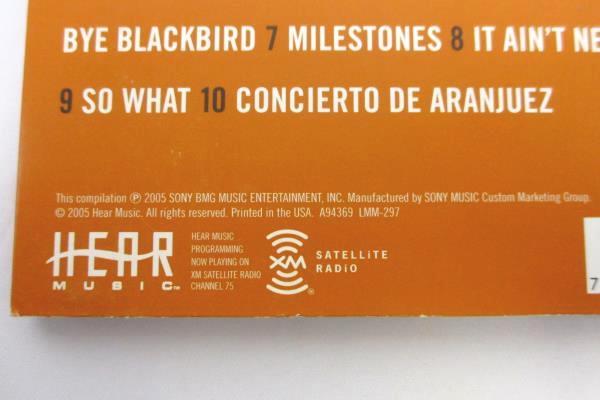 BYE BLACKBIRD 7 MILESTONES 8 IT AIN'T NE
9 SO WHAT 10 CONCIERTO DE ARANJUEZ
This compilation ℗ 2005 SONY BMG MUSIC ENTERTAINMENT, INC. Manufactured by SONY MUSIC Custom Marketing Group.
© 2005 Hear Music. All rights reserved. Printed in the USA. A94369 LMM-297
HEAR
MUSIC™
HEAR MUSIC
PROGRAMMING
NOW PLAYING ON
XM SATELLITE RADIO
CHANNEL 75
XM®
SATELLiTE
RADiO
7